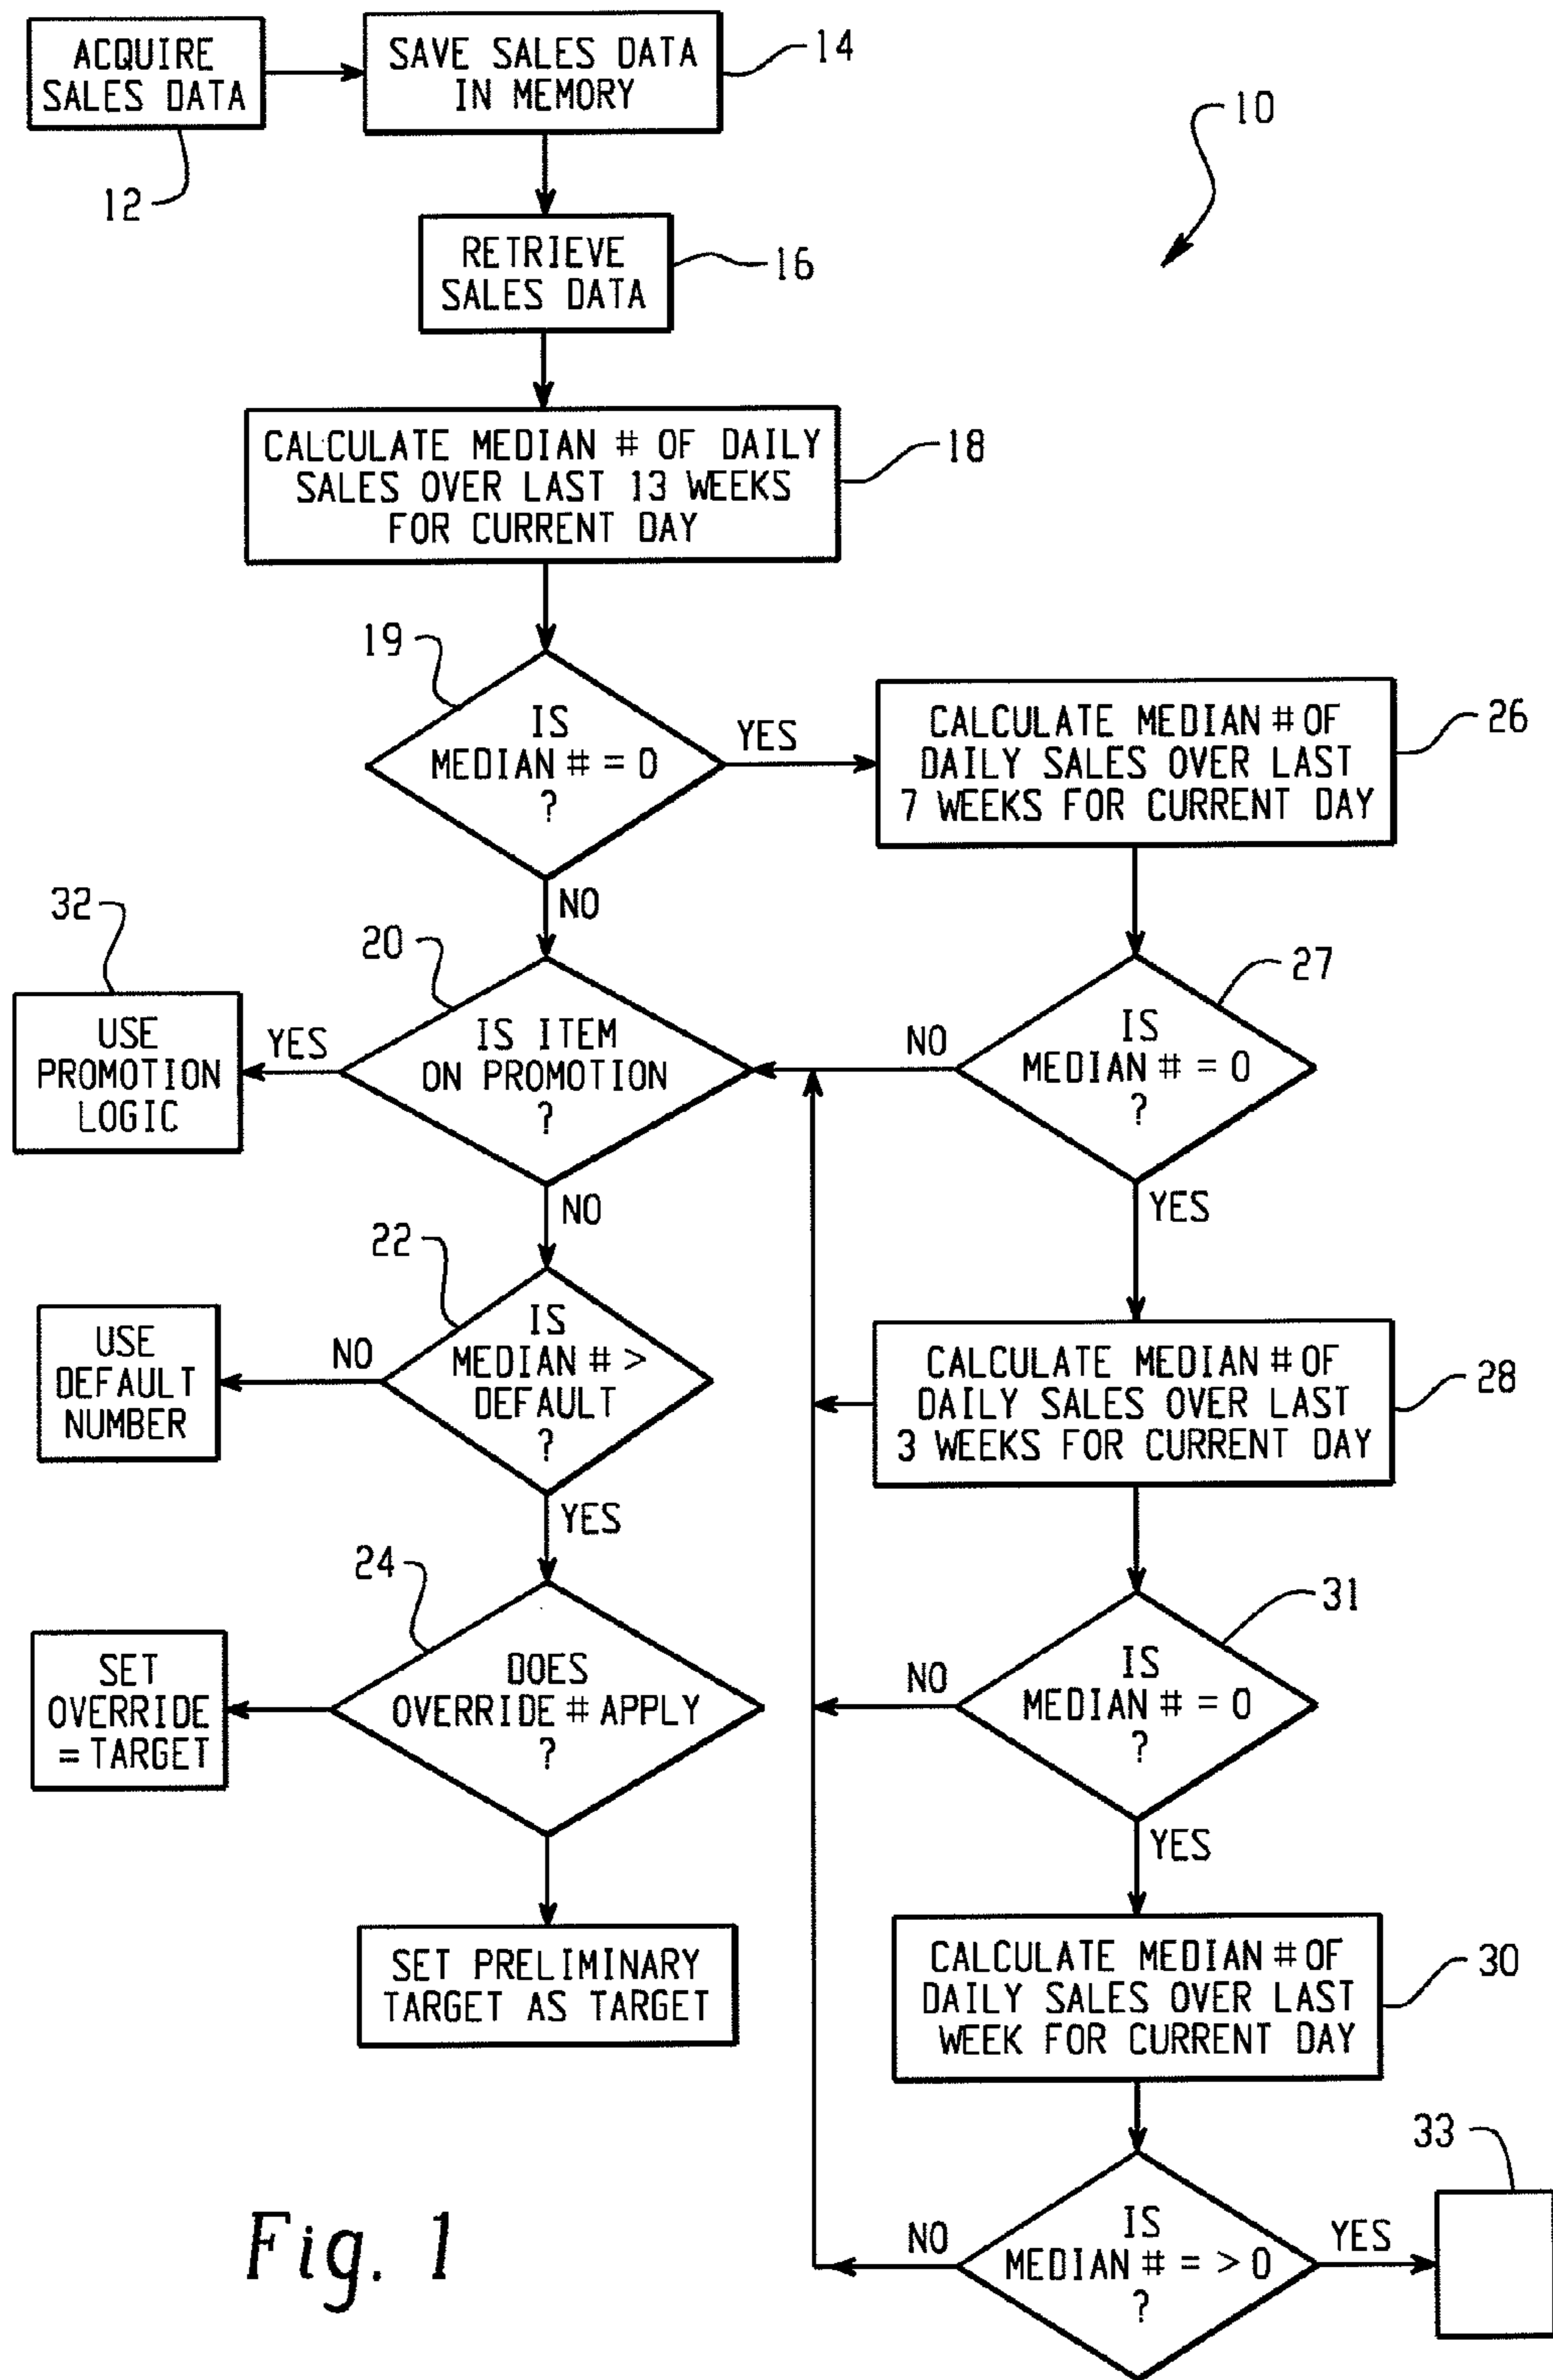 ACQUIRE
SALES DATA
12
SAVE SALES DATA
IN MEMORY
14
10
RETRIEVE
SALES DATA
16
CALCULATE MEDIAN # OF DAILY
SALES OVER LAST 13 WEEKS
FOR CURRENT DAY
18
19
IS
MEDIAN # = 0
?
YES
NO
CALCULATE MEDIAN # OF
DAILY SALES OVER LAST
7 WEEKS FOR CURRENT DAY
26
32
USE
PROMOTION
LOGIC
YES
20
IS ITEM
ON PROMOTION
?
NO
NO
27
IS
MEDIAN # = 0
?
YES
22
IS
MEDIAN # >
DEFAULT
?
NO
USE
DEFAULT
NUMBER
YES
CALCULATE MEDIAN # OF
DAILY SALES OVER LAST
3 WEEKS FOR CURRENT DAY
28
24
DOES
OVERRIDE # APPLY
?
SET
OVERRIDE
= TARGET
31
IS
MEDIAN # = 0
?
NO
YES
SET PRELIMINARY
TARGET AS TARGET
CALCULATE MEDIAN # OF
DAILY SALES OVER LAST
WEEK FOR CURRENT DAY
30
IS
MEDIAN # = > 0
?
NO
YES
33
Fig. 1